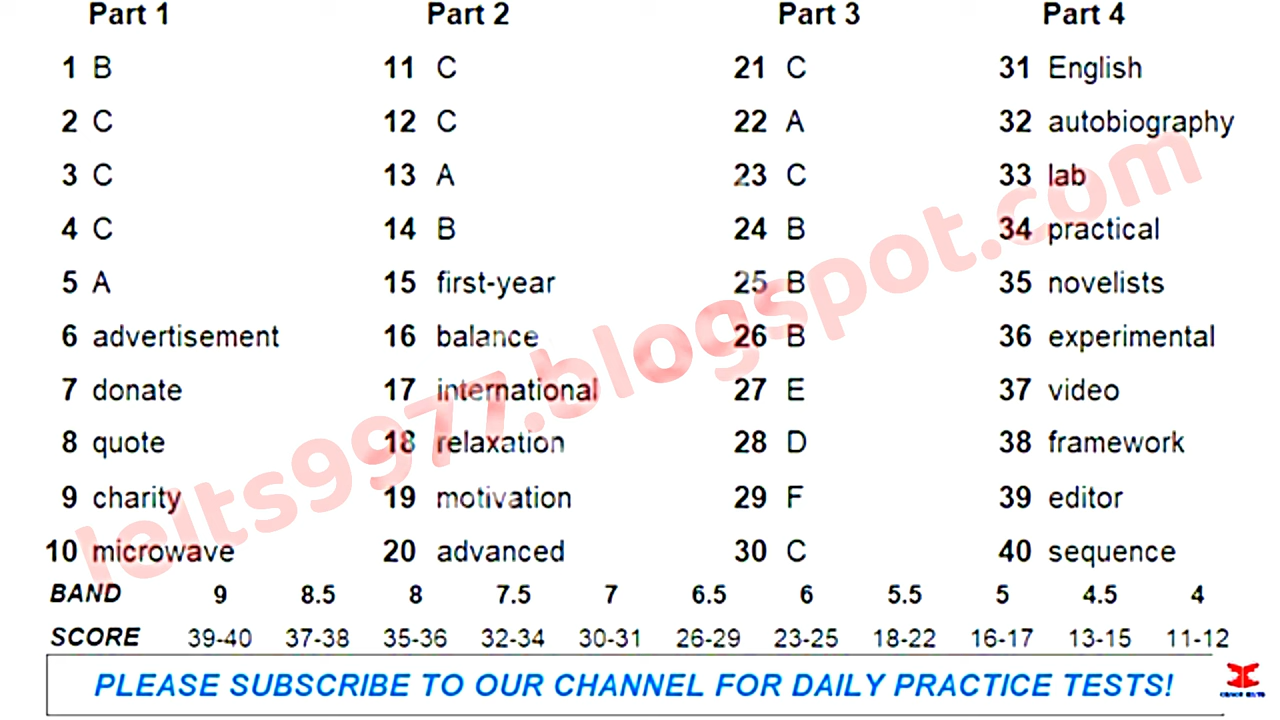 Part 1 Part 2 Part 3 Part 4
1 B 11 C 21 C 31 English
2 C 12 C 22 A 32 autobiography
3 C 13 A 23 C 33 lab
4 C 14 B 24 B 34 practical
5 A 15 first-year 25 B 35 novelists
6 advertisement 16 balance 26 B 36 experimental
7 donate 17 international 27 E 37 video
8 quote 18 relaxation 28 D 38 framework
9 charity 19 motivation 29 F 39 editor
10 microwave 20 advanced 30 C 40 sequence
BAND 9 8.5 8 7.5 7 6.5 6 5.5 5 4.5 4
SCORE 39-40 37-38 35-36 32-34 30-31 26-29 23-25 18-22 16-17 13-15 11-12
PLEASE SUBSCRIBE TO OUR CHANNEL FOR DAILY PRACTICE TESTS!
Ielts9977.blogspot.com